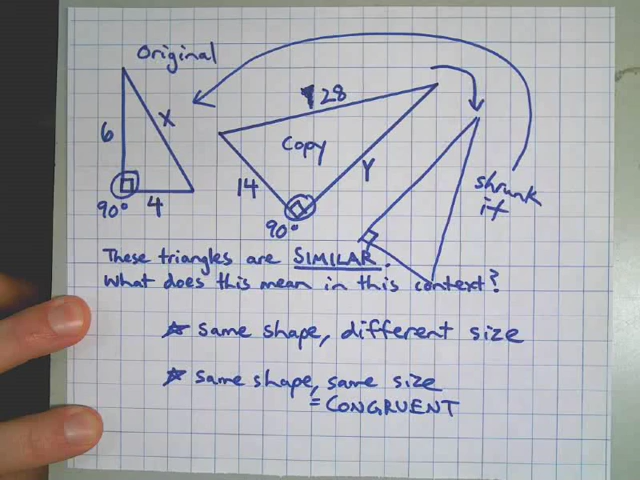 Original
6
x
90°
4
28
Copy
14
Y
90°
shrunk
it
These triangles are SIMILAR.
What does this mean in this context?
* same shape, different size
* same shape, same size
= CONGRUENT